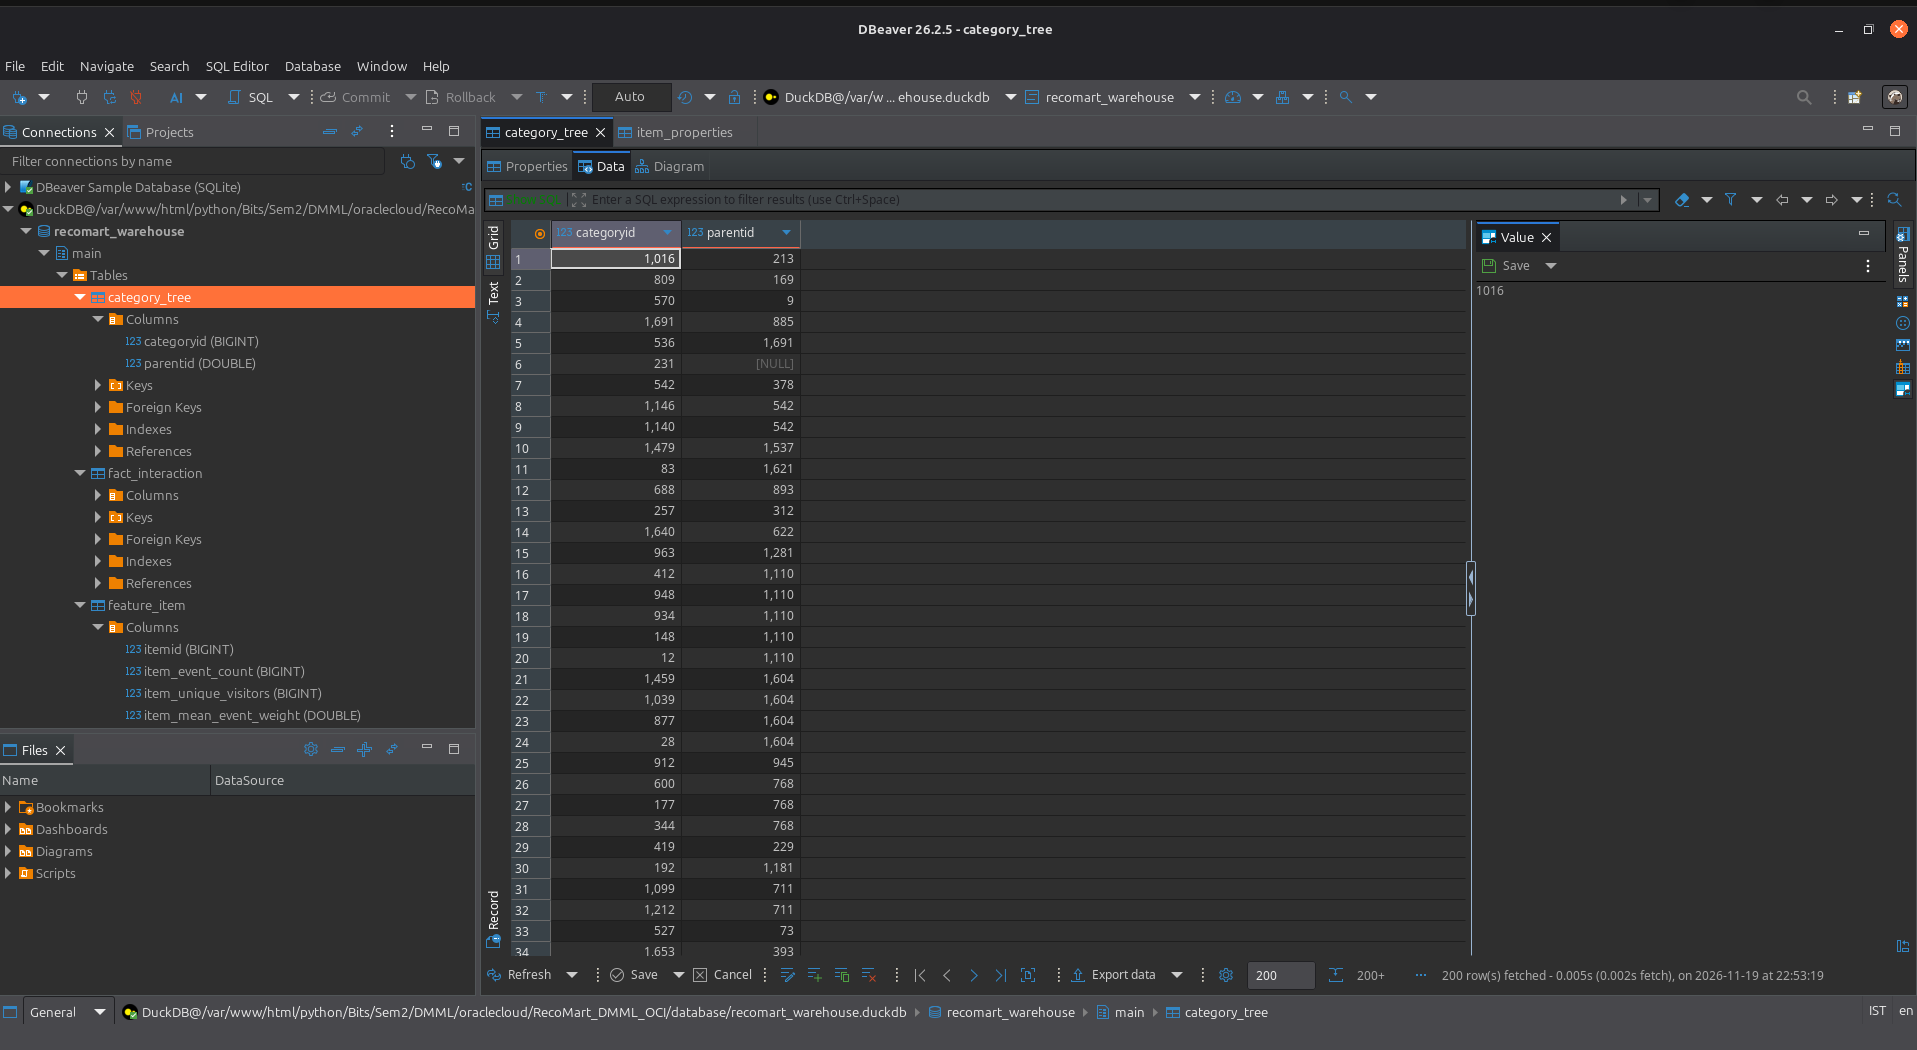 DBeaver 26.2.5 - category_tree
File Edit Navigate Search SQL Editor Database Window Help
AI SQL Commit Rollback T Auto DuckDB@/var/w ... ehouse.duckdb recomart_warehouse
Connections Projects
Filter connections by name
DBeaver Sample Database (SQLite)
DuckDB@/var/www/html/python/Bits/Sem2/DMML/oraclecloud/RecoMa
recomart_warehouse
main
Tables
category_tree
Columns
123 categoryid (BIGINT)
123 parentid (DOUBLE)
Keys
Foreign Keys
Indexes
References
fact_interaction
Columns
Keys
Foreign Keys
Indexes
References
feature_item
Columns
123 itemid (BIGINT)
123 item_event_count (BIGINT)
123 item_unique_visitors (BIGINT)
123 item_mean_event_weight (DOUBLE)
Files
Name DataSource
Bookmarks
Dashboards
Diagrams
Scripts
category_tree item_properties
Properties Data Diagram
Enter a SQL expression to filter results (use Ctrl+Space)
Grid
Text
Record
123 categoryid 123 parentid
1 1,016 213
2 809 169
3 570 9
4 1,691 885
5 536 1,691
6 231 [NULL]
7 542 378
8 1,146 542
9 1,140 542
10 1,479 1,537
11 83 1,621
12 688 893
13 257 312
14 1,640 622
15 963 1,281
16 412 1,110
17 948 1,110
18 934 1,110
19 148 1,110
20 12 1,110
21 1,459 1,604
22 1,039 1,604
23 877 1,604
24 28 1,604
25 912 945
26 600 768
27 177 768
28 344 768
29 419 229
30 192 1,181
31 1,099 711
32 1,212 711
33 527 73
34 1,653 393
Value
Save
1016
Panels
Refresh Save Cancel Export data 200 200+ ... 200 row(s) fetched - 0.005s (0.002s fetch), on 2026-11-19 at 22:53:19
General DuckDB@/var/www/html/python/Bits/Sem2/DMML/oraclecloud/RecoMart_DMML_OCI/database/recomart_warehouse.duckdb recomart_warehouse main category_tree IST en